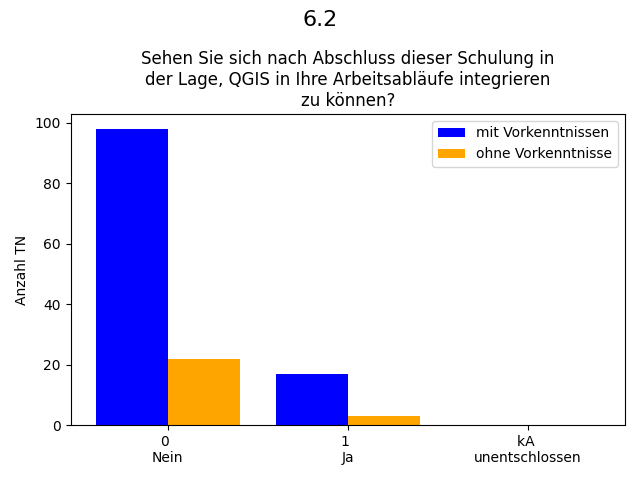 6.2
Sehen Sie sich nach Abschluss dieser Schulung in
der Lage, QGIS in Ihre Arbeitsabläufe integrieren
zu können?
mit Vorkenntnissen
ohne Vorkenntnisse
Anzahl TN
100
80
60
40
20
0
0
Nein
1
Ja
kA
unentschlossen